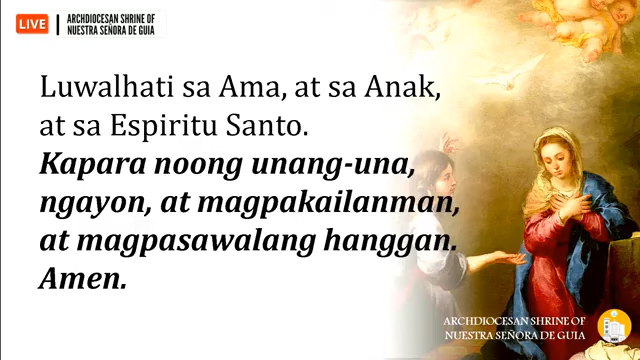 LIVE
ARCHDIOCESAN SHRINE OF
NUESTRA SEÑORA DE GUIA
Luwalhati sa Ama, at sa Anak,
at sa Espiritu Santo.
Kapara noong unang-una,
ngayon, at magpakailanman,
at magpasawalang hanggan.
Amen.
ARCHDIOCESAN SHRINE OF
NUESTRA SEÑORA DE GUIA